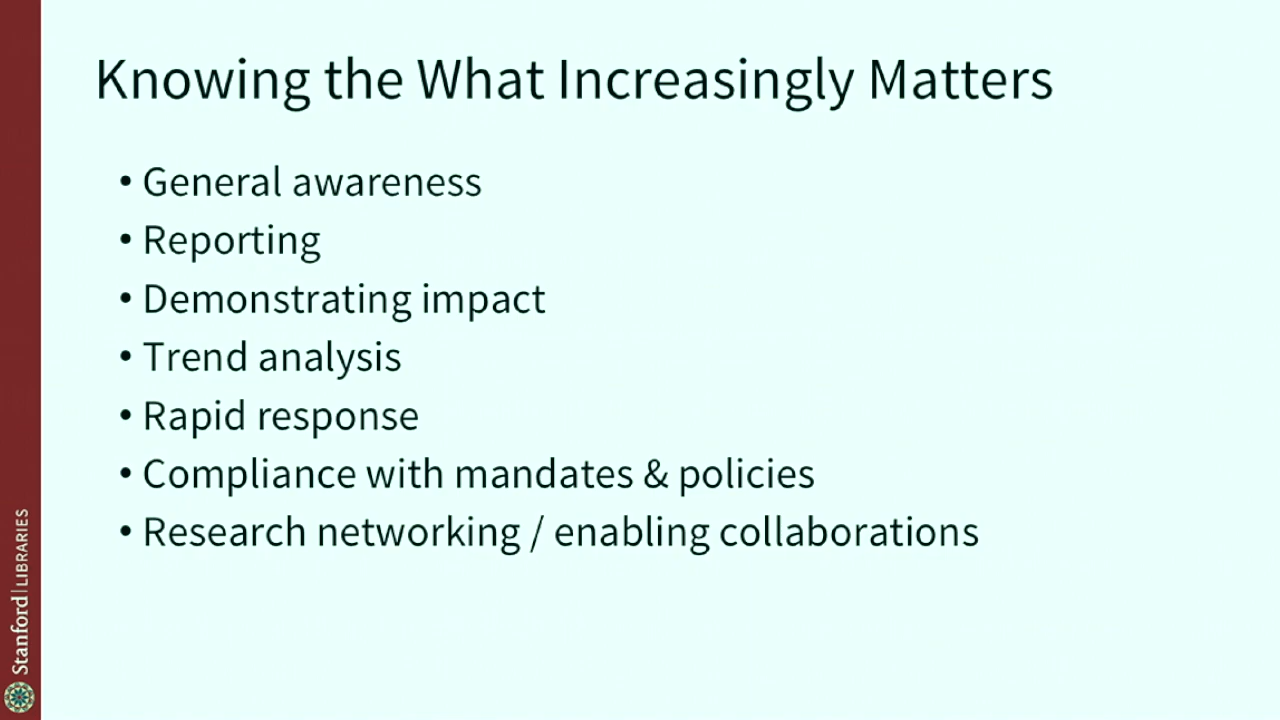 Knowing the What Increasingly Matters
• General awareness
• Reporting
• Demonstrating impact
• Trend analysis
• Rapid response
• Compliance with mandates & policies
• Research networking / enabling collaborations
Stanford | LIBRARIES